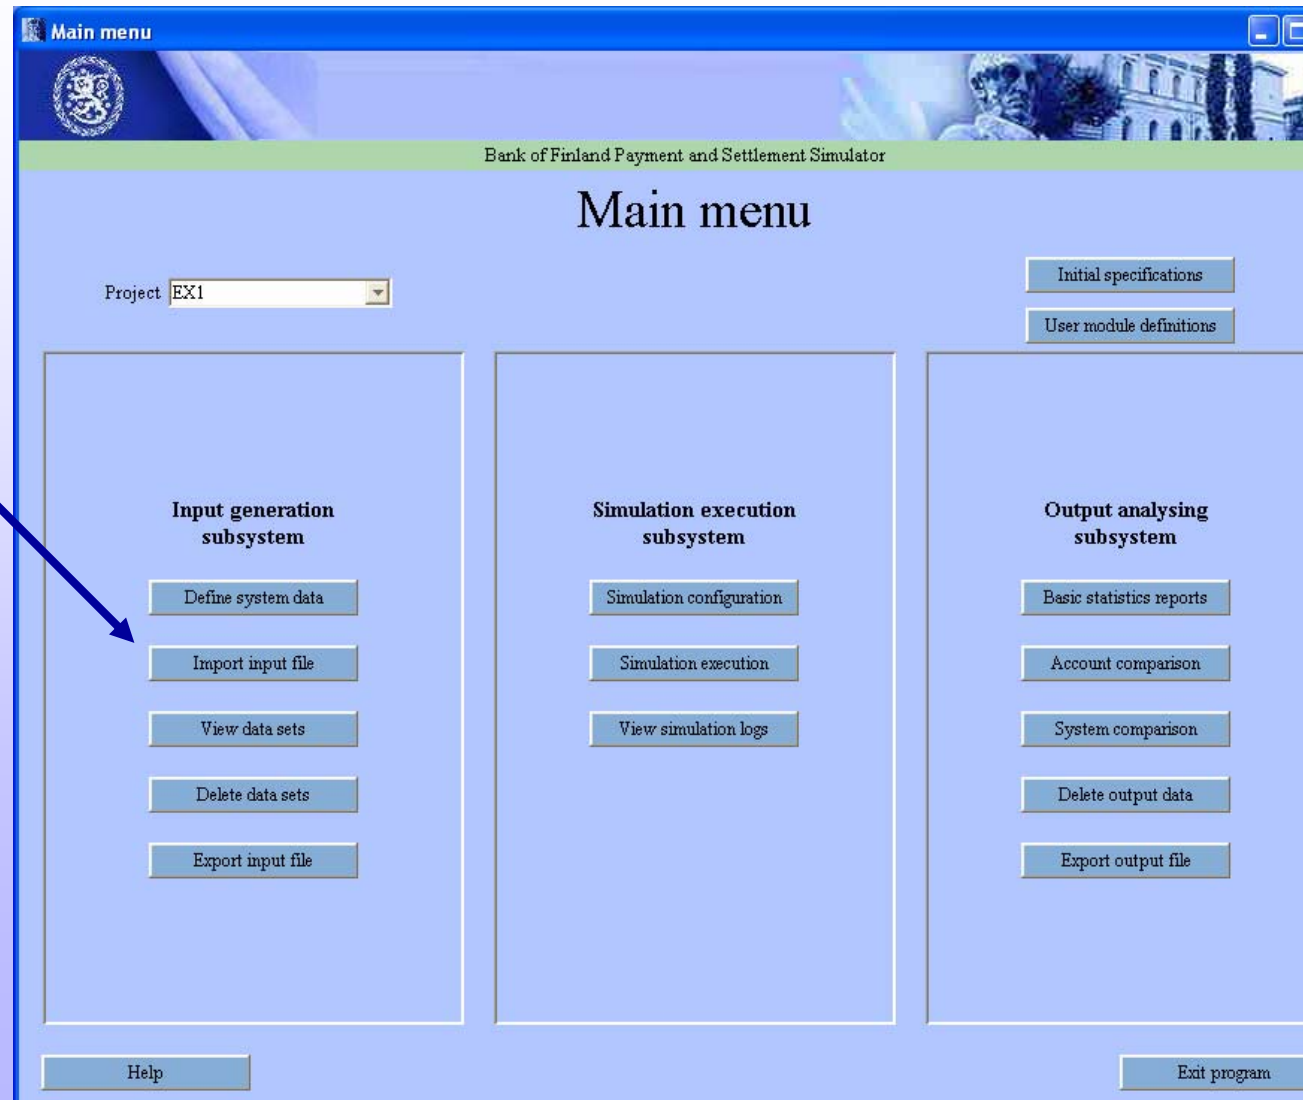 Main menu
Bank of Finland Payment and Settlement Simulator
Main menu
Project EX1
Initial specifications
User module definitions
Input generation
subsystem
Define system data
Import input file
View data sets
Delete data sets
Export input file
Simulation execution
subsystem
Simulation configuration
Simulation execution
View simulation logs
Output analysing
subsystem
Basic statistics reports
Account comparison
System comparison
Delete output data
Export output file
Help
Exit program